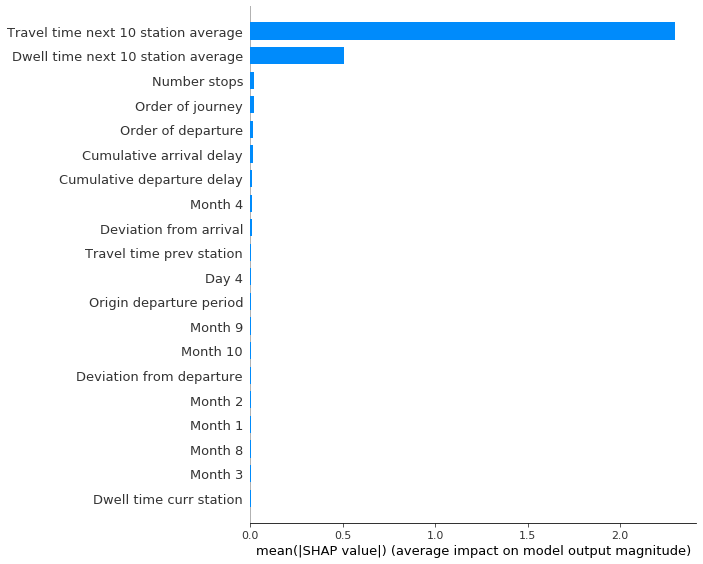 Travel time next 10 station average
Dwell time next 10 station average
Number stops
Order of journey
Order of departure
Cumulative arrival delay
Cumulative departure delay
Month 4
Deviation from arrival
Travel time prev station
Day 4
Origin departure period
Month 9
Month 10
Deviation from departure
Month 2
Month 1
Month 8
Month 3
Dwell time curr station
0.0 0.5 1.0 1.5 2.0
mean(|SHAP value|) (average impact on model output magnitude)